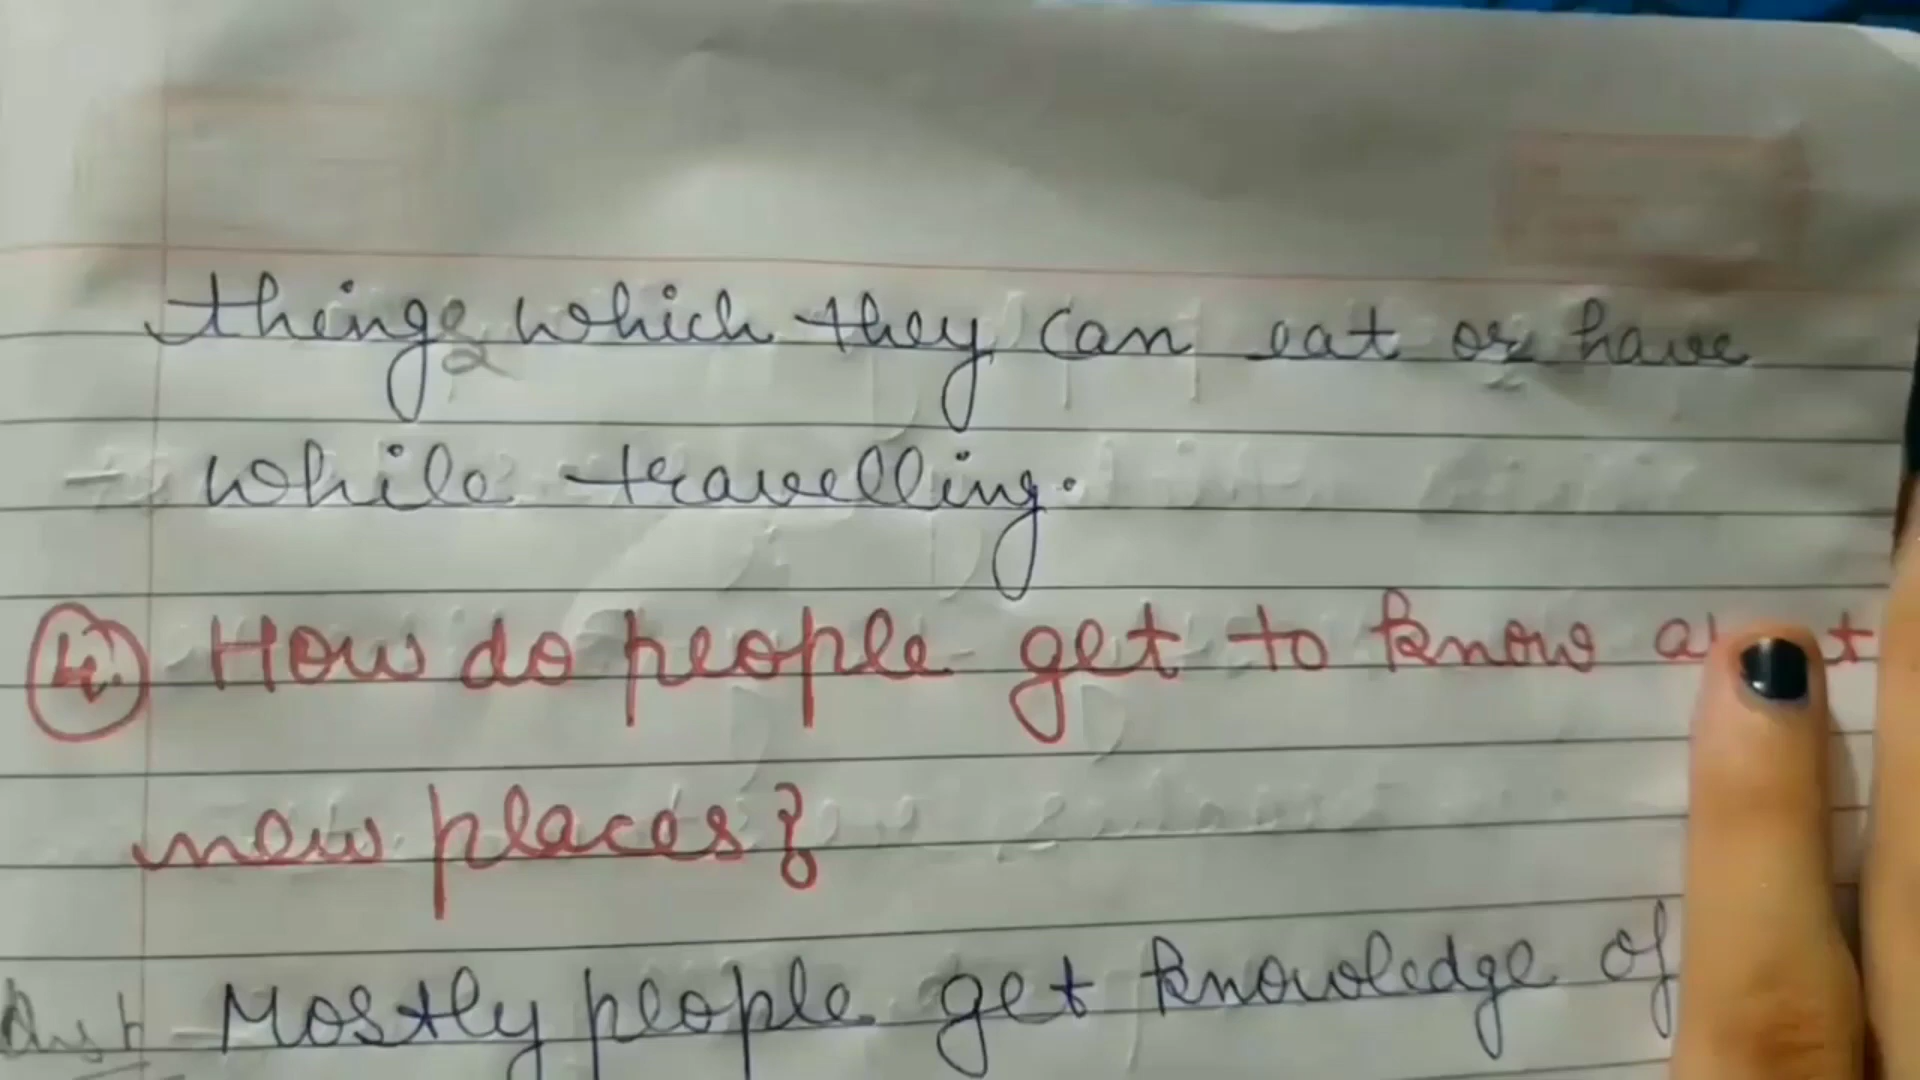 things which they can eat or have
while travelling.
4. How do people get to know
new places?
Ans Mostly people get knowledge of